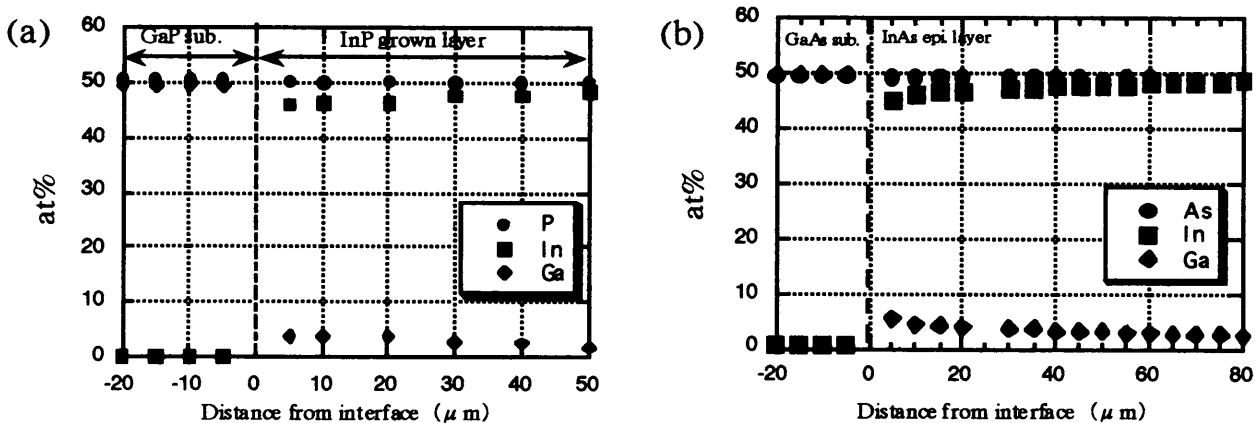 (a)
60
50
40
30
20
10
0
at%
GaP sub.
InP grown layer
P
In
Ga
-20
-10
0
10
20
30
40
50
Distance from interface (μ m)
(b)
60
50
40
30
20
10
0
at%
GaAs sub.
InAs epi. layer
As
In
Ga
-20
0
20
40
60
80
Distance from interface (μ m)